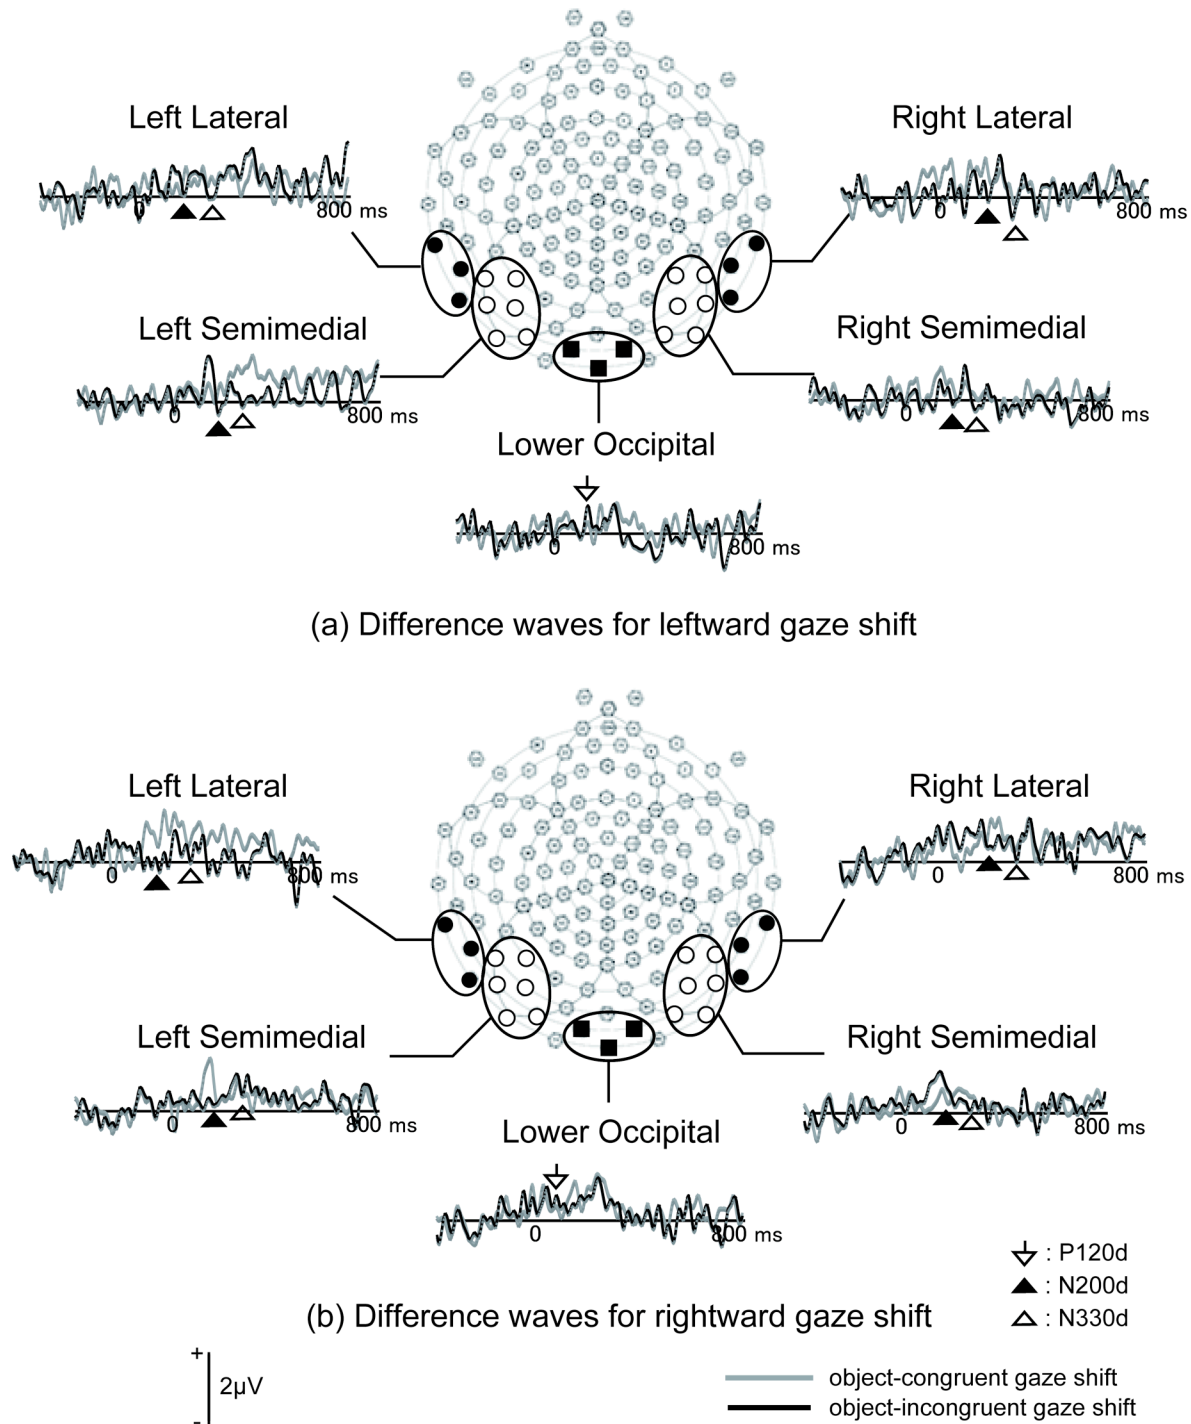 Left Lateral
Right Lateral
0
800 ms
0
800 ms
Left Semimedial
Right Semimedial
0
800 ms
0
800 ms
Lower Occipital
0
800 ms
(a) Difference waves for leftward gaze shift
Left Lateral
Right Lateral
0
800 ms
0
800 ms
Left Semimedial
Right Semimedial
0
800 ms
0
800 ms
Lower Occipital
0
800 ms
: P120d
: N200d
: N330d
(b) Difference waves for rightward gaze shift
+
2μV
-
object-congruent gaze shift
object-incongruent gaze shift